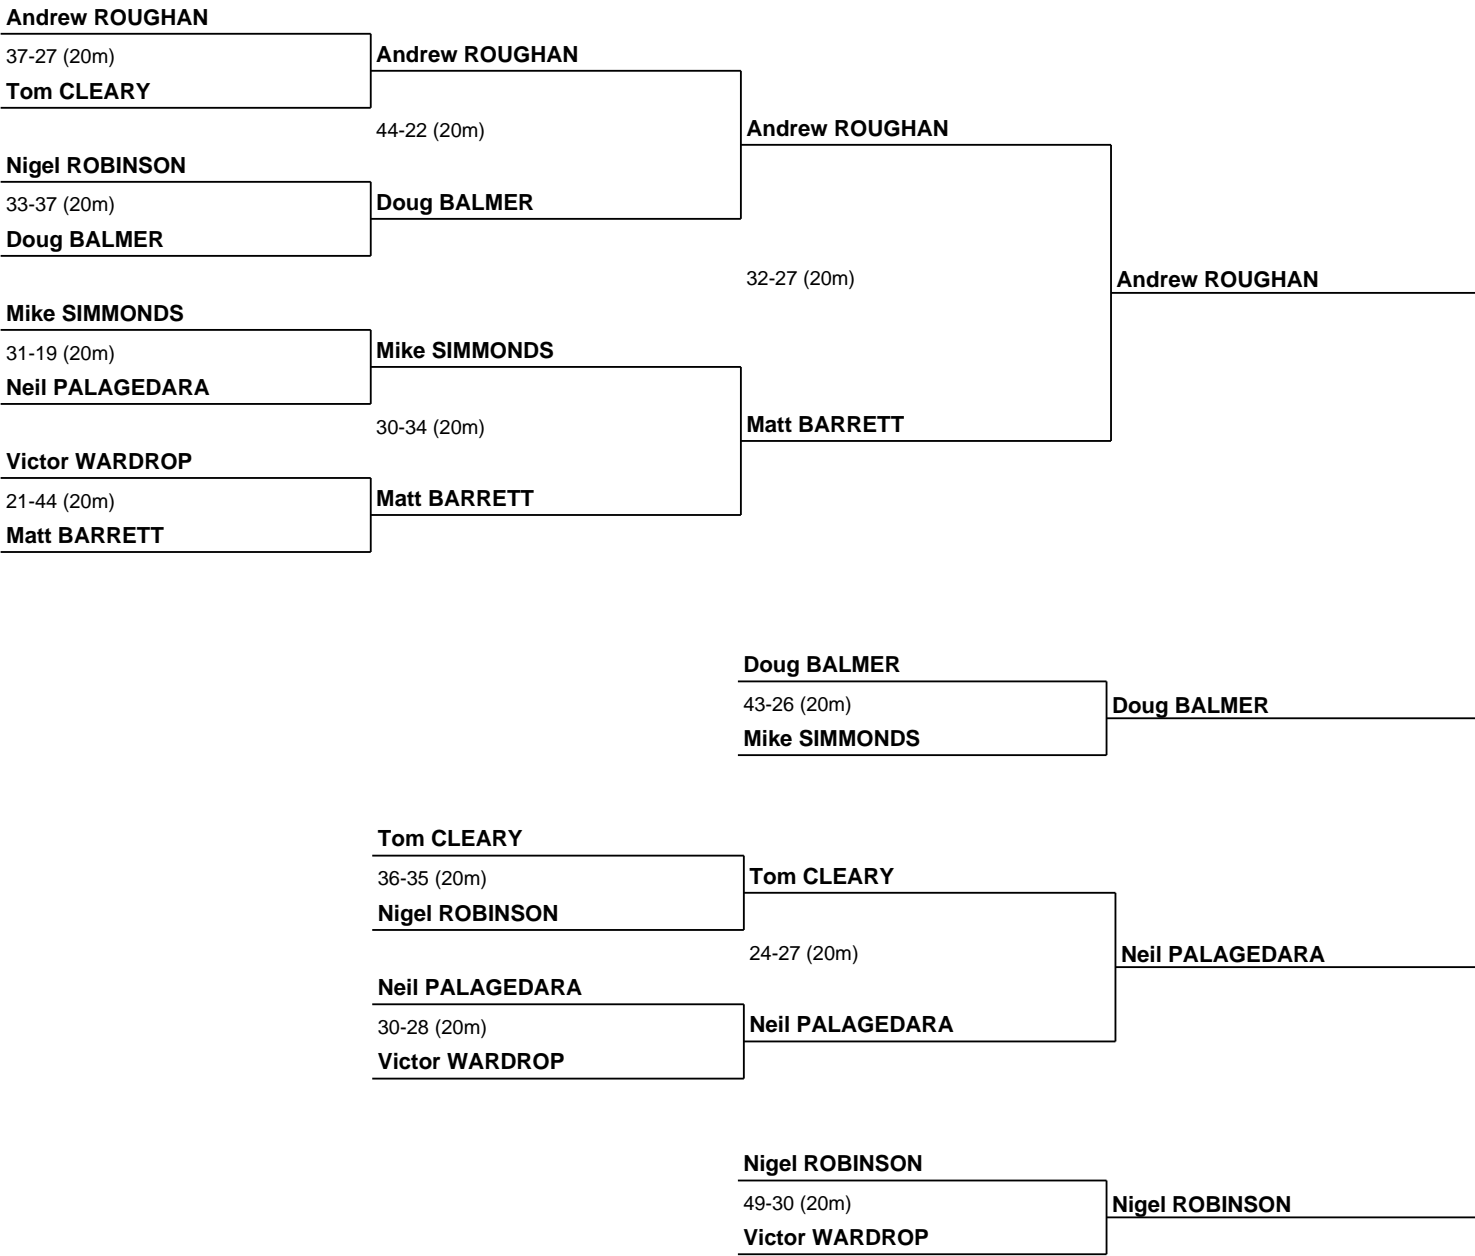 Andrew ROUGHAN
37-27 (20m)
Tom CLEARY
Andrew ROUGHAN
44-22 (20m)
Nigel ROBINSON
33-37 (20m)
Doug BALMER
Doug BALMER
Andrew ROUGHAN
32-27 (20m)
Andrew ROUGHAN
Mike SIMMONDS
31-19 (20m)
Neil PALAGEDARA
Mike SIMMONDS
30-34 (20m)
Victor WARDROP
21-44 (20m)
Matt BARRETT
Matt BARRETT
Matt BARRETT
Doug BALMER
43-26 (20m)
Mike SIMMONDS
Doug BALMER
Tom CLEARY
36-35 (20m)
Nigel ROBINSON
Tom CLEARY
24-27 (20m)
Neil PALAGEDARA
Neil PALAGEDARA
30-28 (20m)
Victor WARDROP
Neil PALAGEDARA
Nigel ROBINSON
49-30 (20m)
Victor WARDROP
Nigel ROBINSON